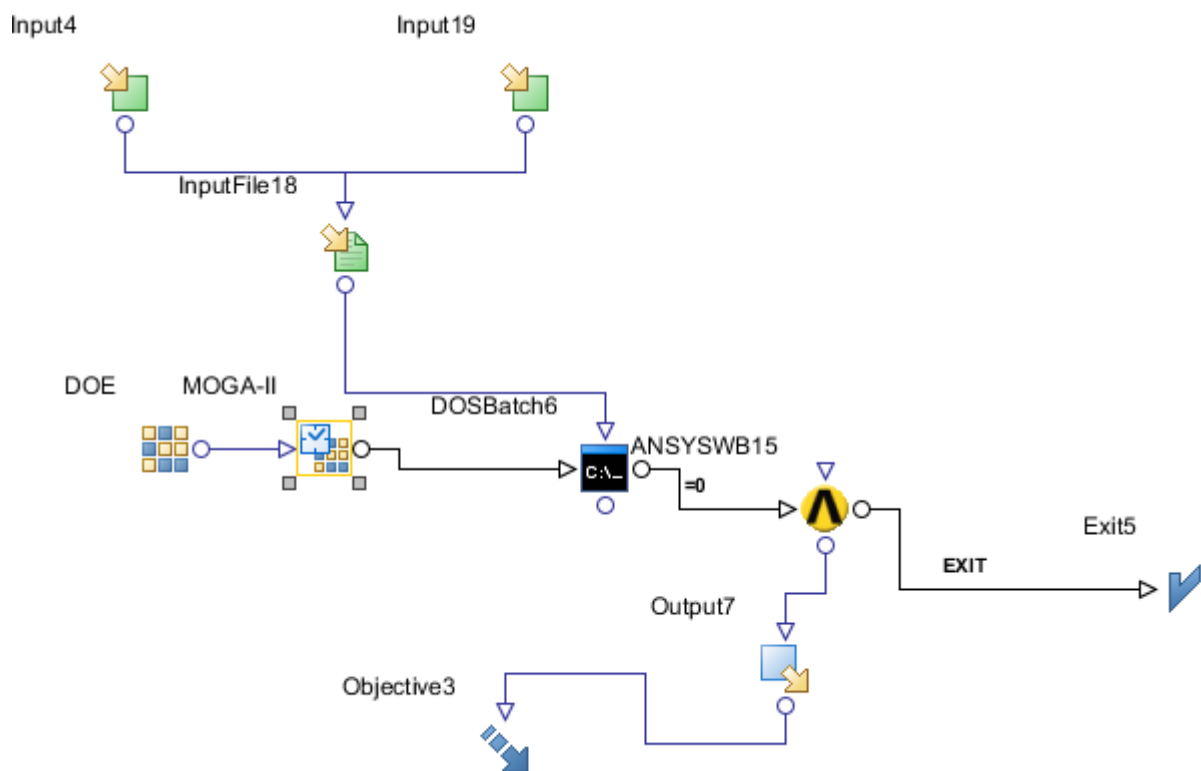 Input4
Input19
InputFile18
DOE
MOGA-II
DOSBatch6
ANSYSWB15
C:\_
=0
Exit5
EXIT
Output7
Objective3